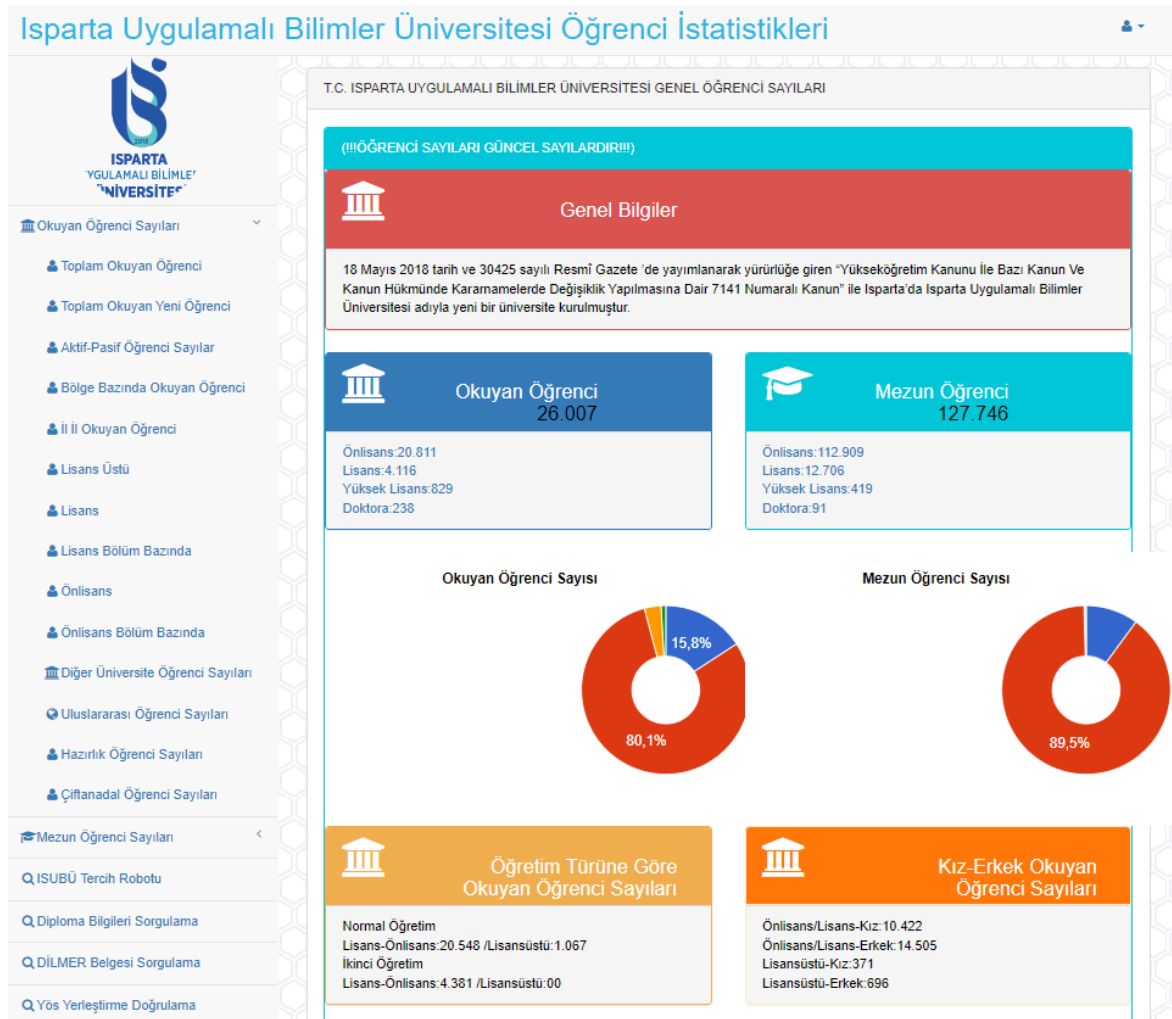 Isparta Uygulamalı Bilimler Üniversitesi Öğrenci İstatistikleri
2018
ISPARTA
YGULAMALI BİLİMLE
NİVERSİTES
Okuyan Öğrenci Sayıları
Toplam Okuyan Öğrenci
Toplam Okuyan Yeni Öğrenci
Aktif-Pasif Öğrenci Sayılar
Bölge Bazında Okuyan Öğrenci
İl İl Okuyan Öğrenci
Lisans Üstü
Lisans
Lisans Bölüm Bazında
Önlisans
Önlisans Bölüm Bazında
Diğer Üniversite Öğrenci Sayıları
Uluslararası Öğrenci Sayıları
Hazırlık Öğrenci Sayıları
Çiftanadal Öğrenci Sayıları
Mezun Öğrenci Sayıları
ISUBÜ Tercih Robotu
Diploma Bilgileri Sorgulama
DİLMER Belgesi Sorgulama
Yös Yerleştirme Doğrulama
T.C. ISPARTA UYGULAMALI BİLİMLER ÜNİVERSİTESİ GENEL ÖĞRENCİ SAYILARI
(!!!ÖĞRENCİ SAYILARI GÜNCEL SAYILARDIR!!!)
Genel Bilgiler
18 Mayıs 2018 tarih ve 30425 sayılı Resmî Gazete 'de yayımlanarak yürürlüğe giren “Yükseköğretim Kanunu İle Bazı Kanun Ve
Kanun Hükmünde Kararnamelerde Değişiklik Yapılmasına Dair 7141 Numaralı Kanun” ile Isparta’da Isparta Uygulamalı Bilimler
Üniversitesi adıyla yeni bir üniversite kurulmuştur.
Okuyan Öğrenci
26.007
Önlisans:20.811
Lisans:4.116
Yüksek Lisans:829
Doktora:238
Mezun Öğrenci
127.746
Önlisans:112.909
Lisans:12.706
Yüksek Lisans:419
Doktora:91
Okuyan Öğrenci Sayısı
15,8%
80,1%
Mezun Öğrenci Sayısı
89,5%
Öğretim Türüne Göre
Okuyan Öğrenci Sayıları
Normal Öğretim
Lisans-Önlisans:20.548 /Lisansüstü:1.067
İkinci Öğretim
Lisans-Önlisans:4.381 /Lisansüstü:00
Kız-Erkek Okuyan
Öğrenci Sayıları
Önlisans/Lisans-Kız:10.422
Önlisans/Lisans-Erkek:14.505
Lisansüstü-Kız:371
Lisansüstü-Erkek:696